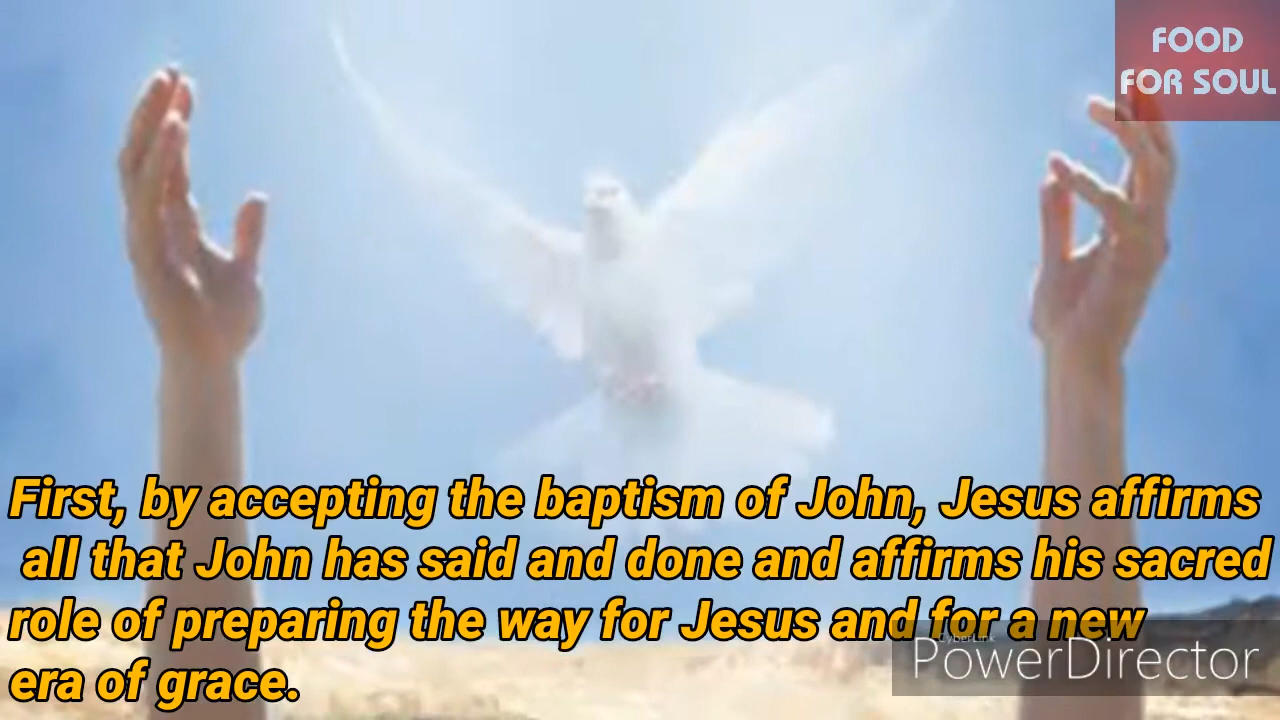 FOOD
FOR SOUL
First, by accepting the baptism of John, Jesus affirms
all that John has said and done and affirms his sacred
role of preparing the way for Jesus and for a new
era of grace.
CyberLink
PowerDirector